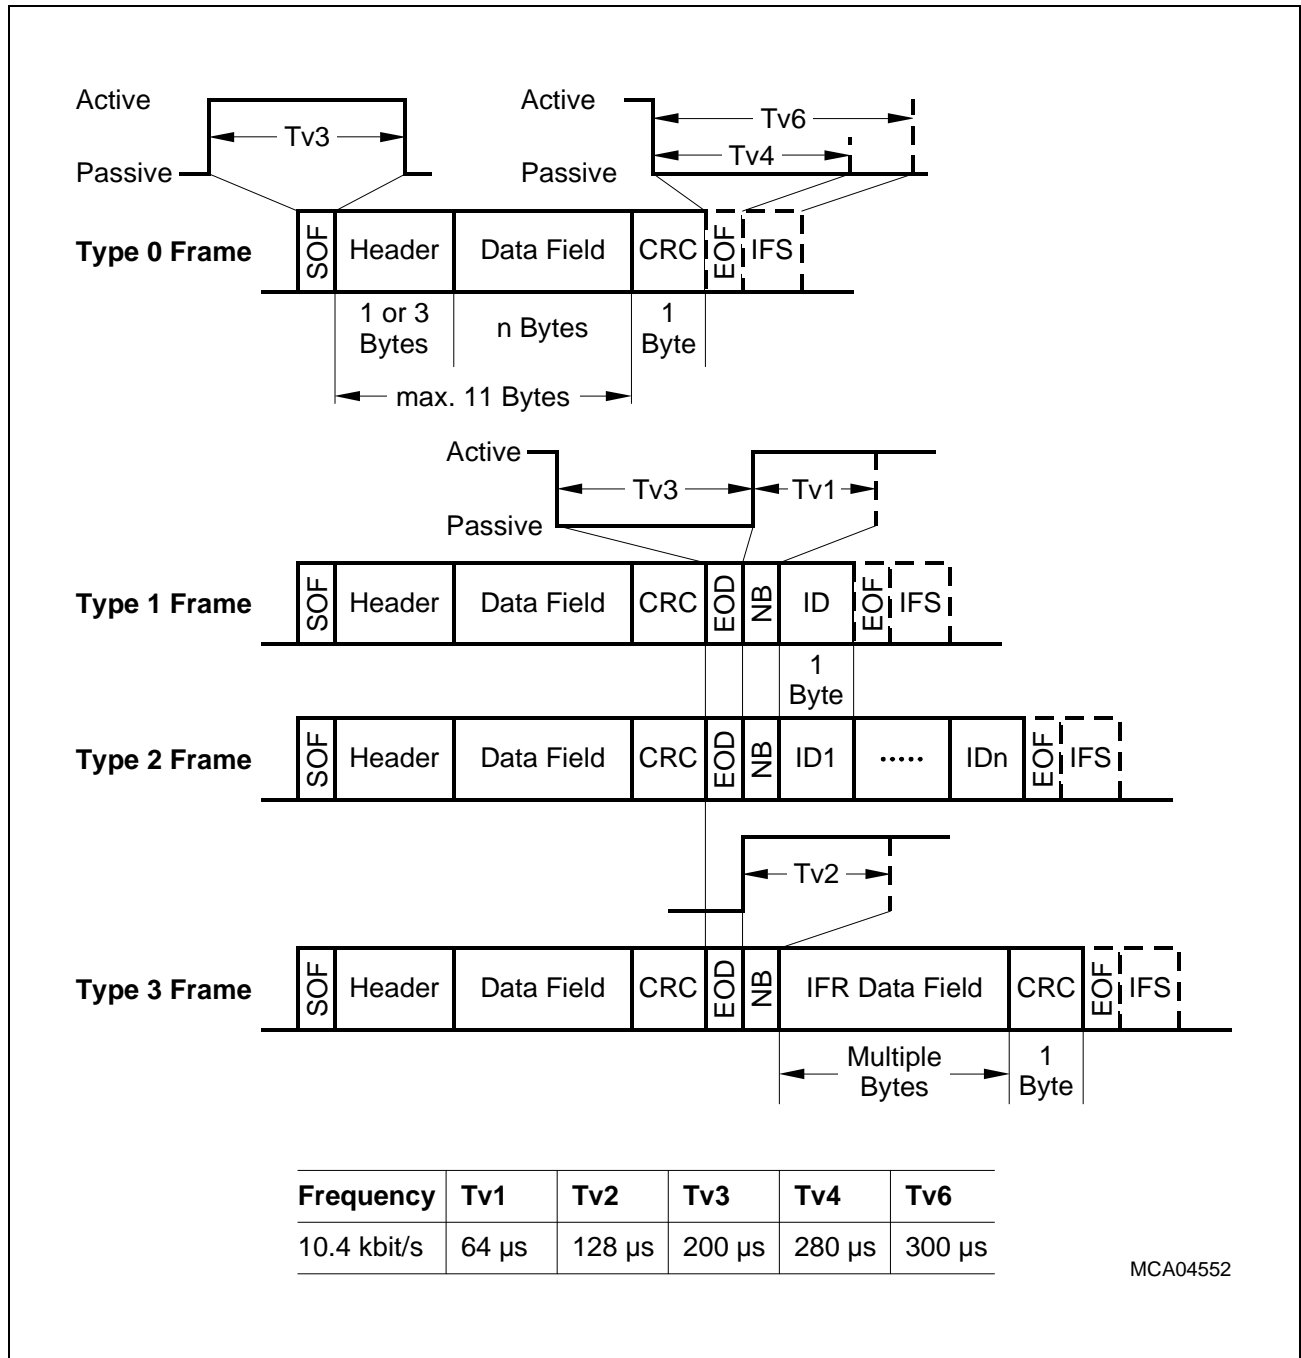 Active
Tv3
Passive
Active
Tv6
Tv4
Passive
Type 0 Frame
SOF
Header
Data Field
CRC
EOF
IFS
1 or 3
Bytes
n Bytes
1
Byte
max. 11 Bytes
Active
Tv3
Tv1
Passive
Type 1 Frame
SOF
Header
Data Field
CRC
EOD
NB
ID
EOF
IFS
1
Byte
Type 2 Frame
SOF
Header
Data Field
CRC
EOD
NB
ID1
.....
IDn
EOF
IFS
Tv2
Type 3 Frame
SOF
Header
Data Field
CRC
EOD
NB
IFR Data Field
CRC
EOF
IFS
Multiple
Bytes
1
Byte
Frequency Tv1 Tv2 Tv3 Tv4 Tv6
10.4 kbit/s 64 µs 128 µs 200 µs 280 µs 300 µs
MCA04552